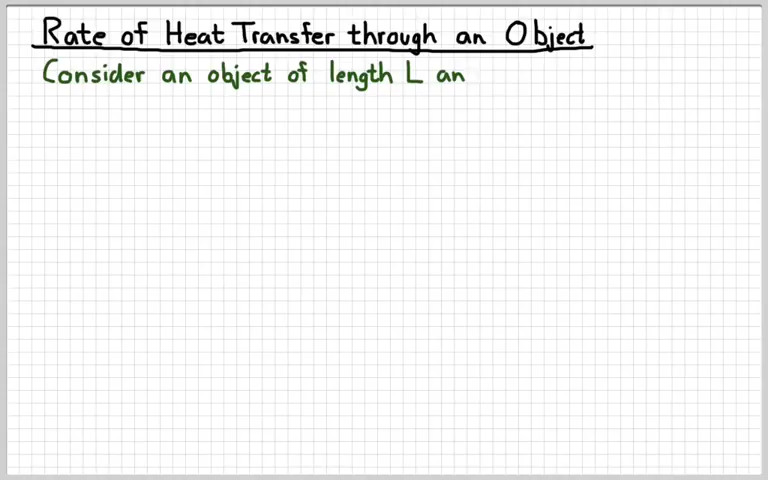 Rate of Heat Transfer through an Object
Consider an object of length L an